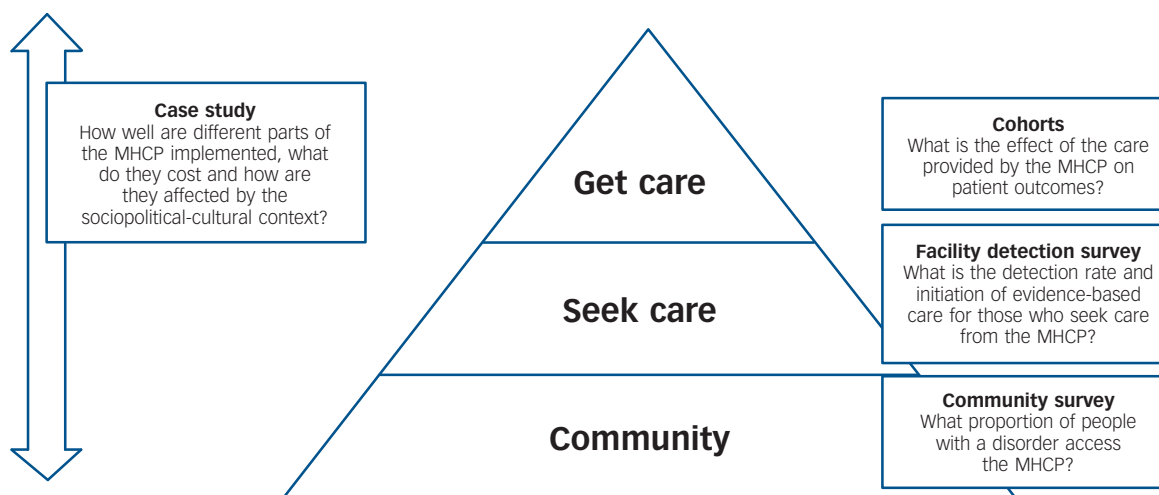 Case study
How well are different parts of
the MHCP implemented, what
do they cost and how are
they affected by the
sociopolitical-cultural context?
Get care
Seek care
Community
Cohorts
What is the effect of the care
provided by the MHCP on
patient outcomes?
Facility detection survey
What is the detection rate and
initiation of evidence-based
care for those who seek care
from the MHCP?
Community survey
What proportion of people
with a disorder access
the MHCP?